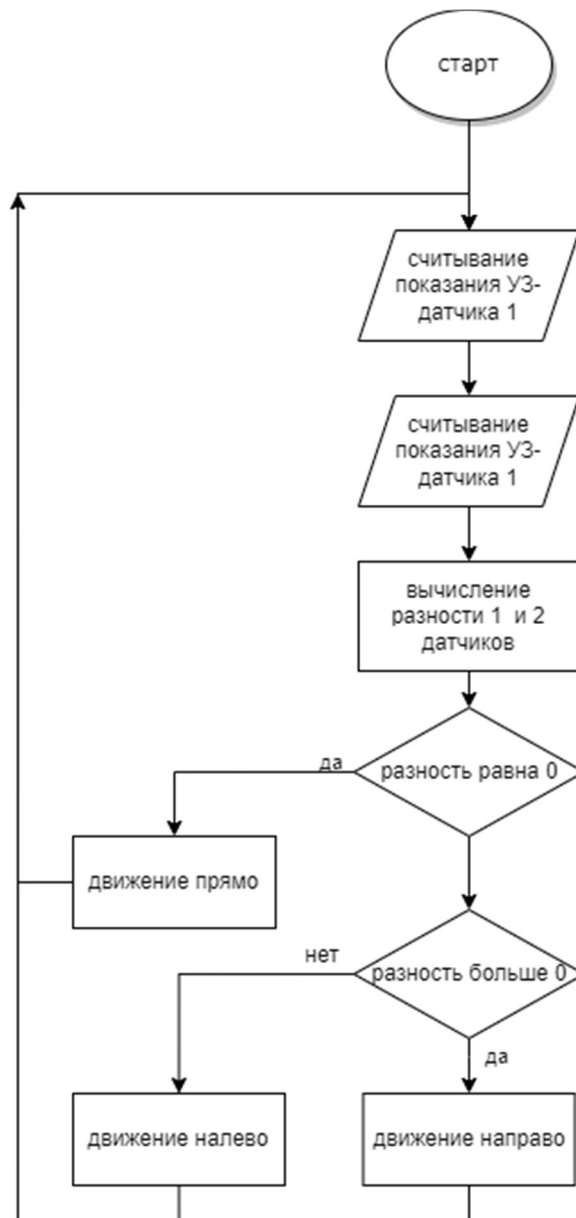 старт
считывание
показания УЗ-
датчика 1
считывание
показания УЗ-
датчика 1
вычисление
разности 1 и 2
датчиков
да
разность равна 0
движение прямо
нет
разность больше 0
да
движение налево
движение направо